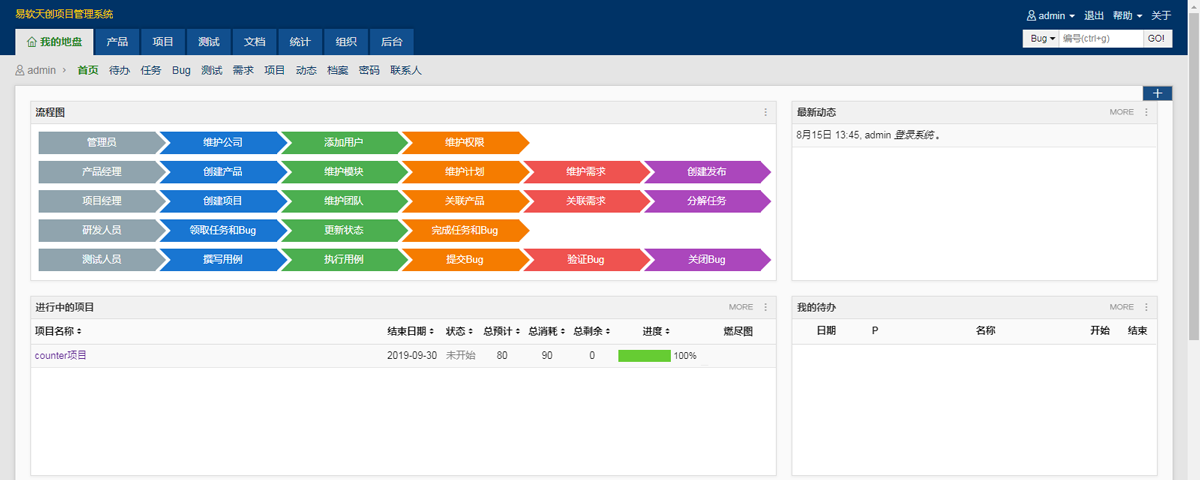 易软天创项目管理系统
admin 退出 帮助 关于
我的地盘 产品 项目 测试 文档 统计 组织 后台
Bug 编号(ctrl+g) GO!
admin 首页 待办 任务 Bug 测试 需求 项目 动态 档案 密码 联系人
流程图
管理员 维护公司 添加用户 维护权限
产品经理 创建产品 维护模块 维护计划 维护需求 创建发布
项目经理 创建项目 维护团队 关联产品 关联需求 分解任务
研发人员 领取任务和Bug 更新状态 完成任务和Bug
测试人员 撰写用例 执行用例 提交Bug 验证Bug 关闭Bug
最新动态 MORE
8月15日 13:45, admin 登录系统 。
进行中的项目 MORE
项目名称 结束日期 状态 总预计 总消耗 总剩余 进度 燃尽图
counter项目 2019-09-30 未开始 80 90 0 100%
我的待办 MORE
日期 P 名称 开始 结束